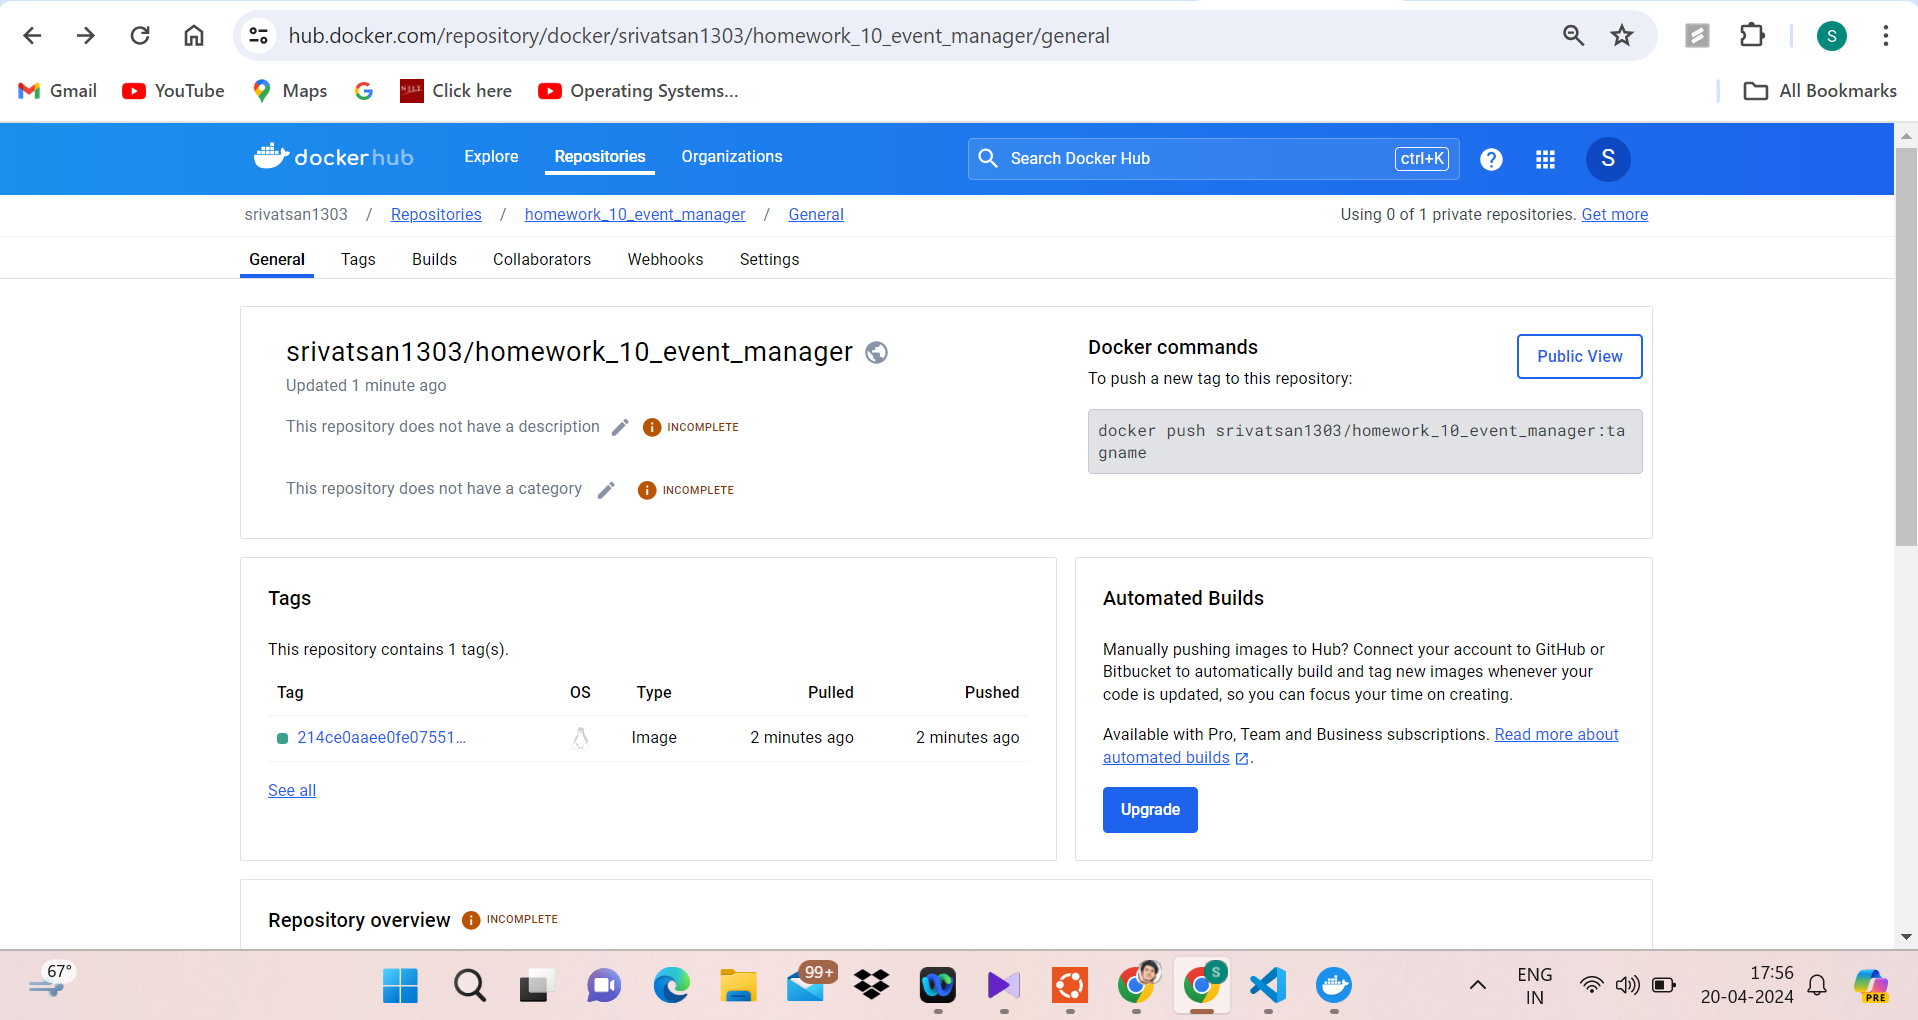 hub.docker.com/repository/docker/srivatsan1303/homework_10_event_manager/general
S
Gmail
YouTube
Maps
Click here
Operating Systems...
All Bookmarks
docker hub
Explore
Repositories
Organizations
Search Docker Hub
ctrl+K
?
S
srivatsan1303 / Repositories / homework_10_event_manager / General
Using 0 of 1 private repositories. Get more
General
Tags
Builds
Collaborators
Webhooks
Settings
srivatsan1303/homework_10_event_manager
Updated 1 minute ago
This repository does not have a description
INCOMPLETE
This repository does not have a category
INCOMPLETE
Docker commands
Public View
To push a new tag to this repository:
docker push srivatsan1303/homework_10_event_manager:ta
gname
Tags
This repository contains 1 tag(s).
Tag OS Type Pulled Pushed
214ce0aaee0fe07551... Image 2 minutes ago 2 minutes ago
See all
Automated Builds
Manually pushing images to Hub? Connect your account to GitHub or
Bitbucket to automatically build and tag new images whenever your
code is updated, so you can focus your time on creating.
Available with Pro, Team and Business subscriptions. Read more about
automated builds .
Upgrade
Repository overview
INCOMPLETE
67°
99+
S
ENG
IN
17:56
20-04-2024
PRE